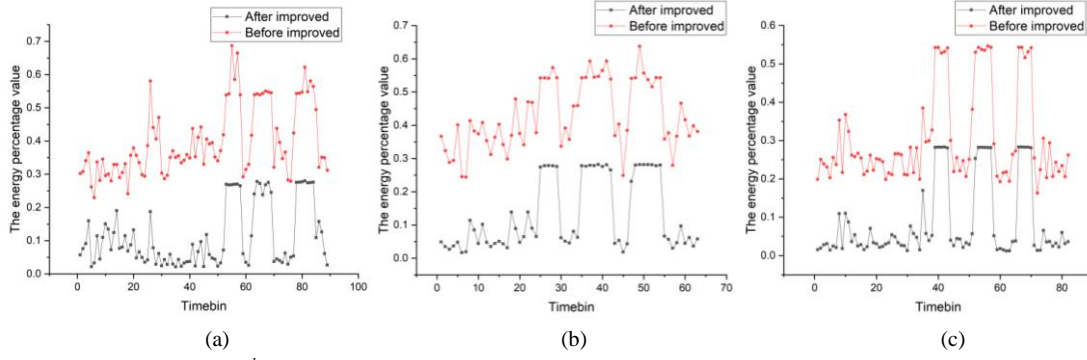 After improved
Before improved
0.7
0.6
0.5
0.4
0.3
0.2
0.1
0.0
The energy percentage value
0 20 40 60 80 100
Timebin
(a)
After improved
Before improved
0.7
0.6
0.5
0.4
0.3
0.2
0.1
0.0
The energy percentage value
0 10 20 30 40 50 60 70
Timebin
(b)
After improved
Before improved
0.6
0.5
0.4
0.3
0.2
0.1
0.0
The energy percentage value
0 20 40 60 80
Timebin
(c)